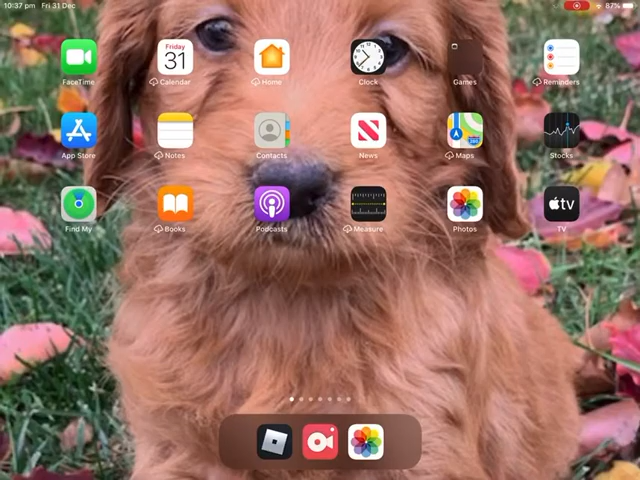 10:37 pm Fri 31 Dec
87%
Friday
31
FaceTime
Calendar
Home
Clock
Games
Reminders
App Store
Notes
Contacts
News
Maps
Stocks
Find My
Books
Podcasts
Measure
Photos
tv
TV